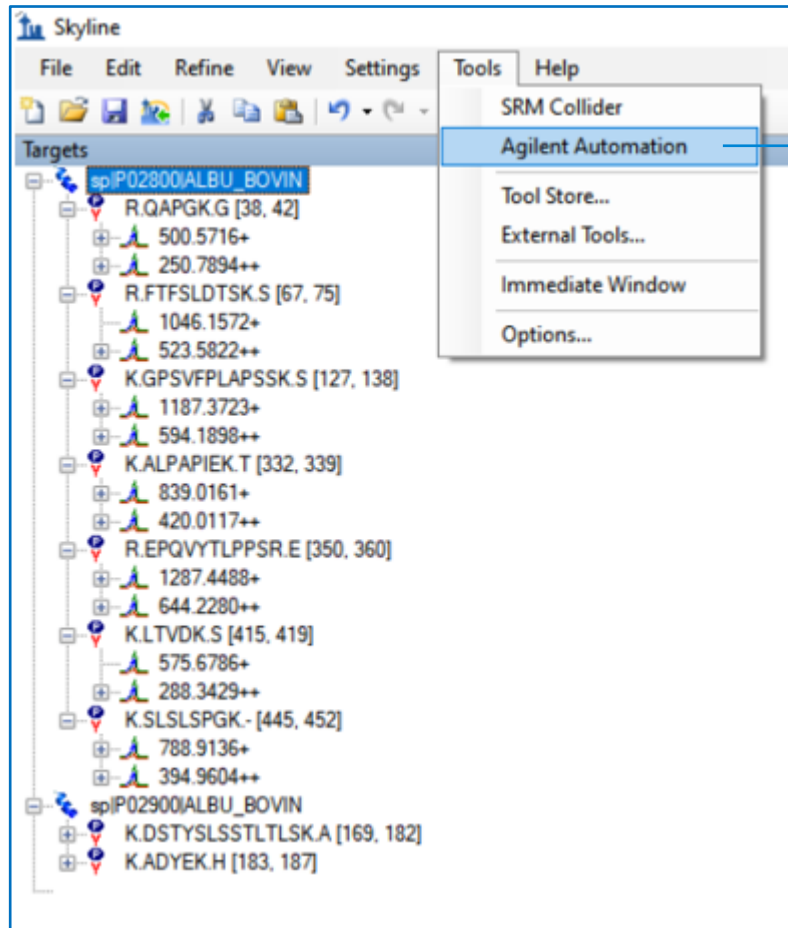 Skyline
File Edit Refine View Settings Tools Help
SRM Collider
Agilent Automation
Tool Store...
External Tools...
Immediate Window
Options...
Targets
sp|P02800|ALBU_BOVIN
R.QAPGK.G [38, 42]
500.5716+
250.7894++
R.FTFSLDTSK.S [67, 75]
1046.1572+
523.5822++
K.GPSVFPLAPSSK.S [127, 138]
1187.3723+
594.1898++
K.ALPAPIEK.T [332, 339]
839.0161+
420.0117++
R.EPQVYTLPPSR.E [350, 360]
1287.4488+
644.2280++
K.LTVDK.S [415, 419]
575.6786+
288.3429++
K.SLSLSPGK.- [445, 452]
788.9136+
394.9604++
sp|P02900|ALBU_BOVIN
K.DSTYSLSSTLTLSK.A [169, 182]
K.ADYEK.H [183, 187]